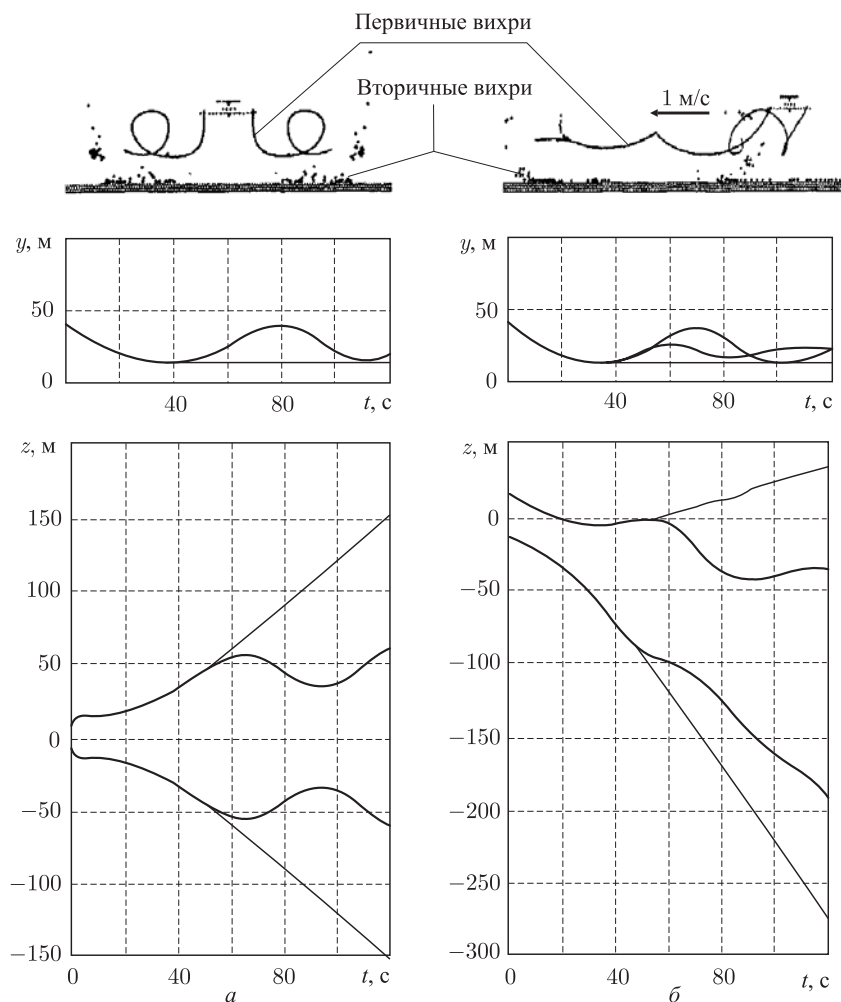 Первичные вихри
Вторичные вихри
1 м/с
y, м
50
0
40
80
t, с
y, м
50
0
40
80
t, с
z, м
150
100
50
0
−50
−100
−150
0
40
80
t, с
а
z, м
0
−50
−100
−150
−200
−250
−300
0
40
80
t, с
б